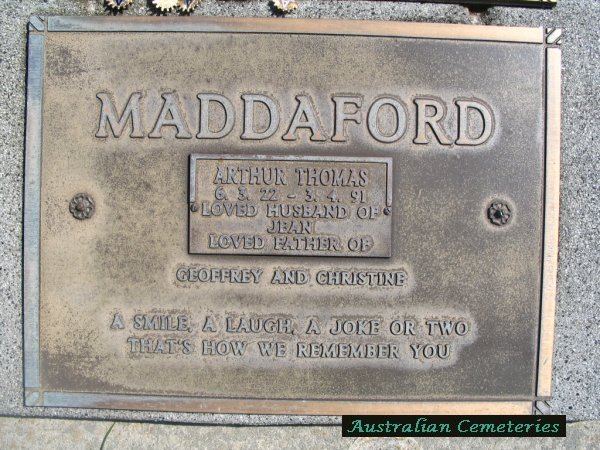 MADDAFORD
ARTHUR THOMAS
6. 3. 22 - 3. 4. 91
LOVED HUSBAND OF
JEAN
LOVED FATHER OF
GEOFFREY AND CHRISTINE
A SMILE, A LAUGH, A JOKE OR TWO
THAT'S HOW WE REMEMBER YOU
Australian Cemeteries